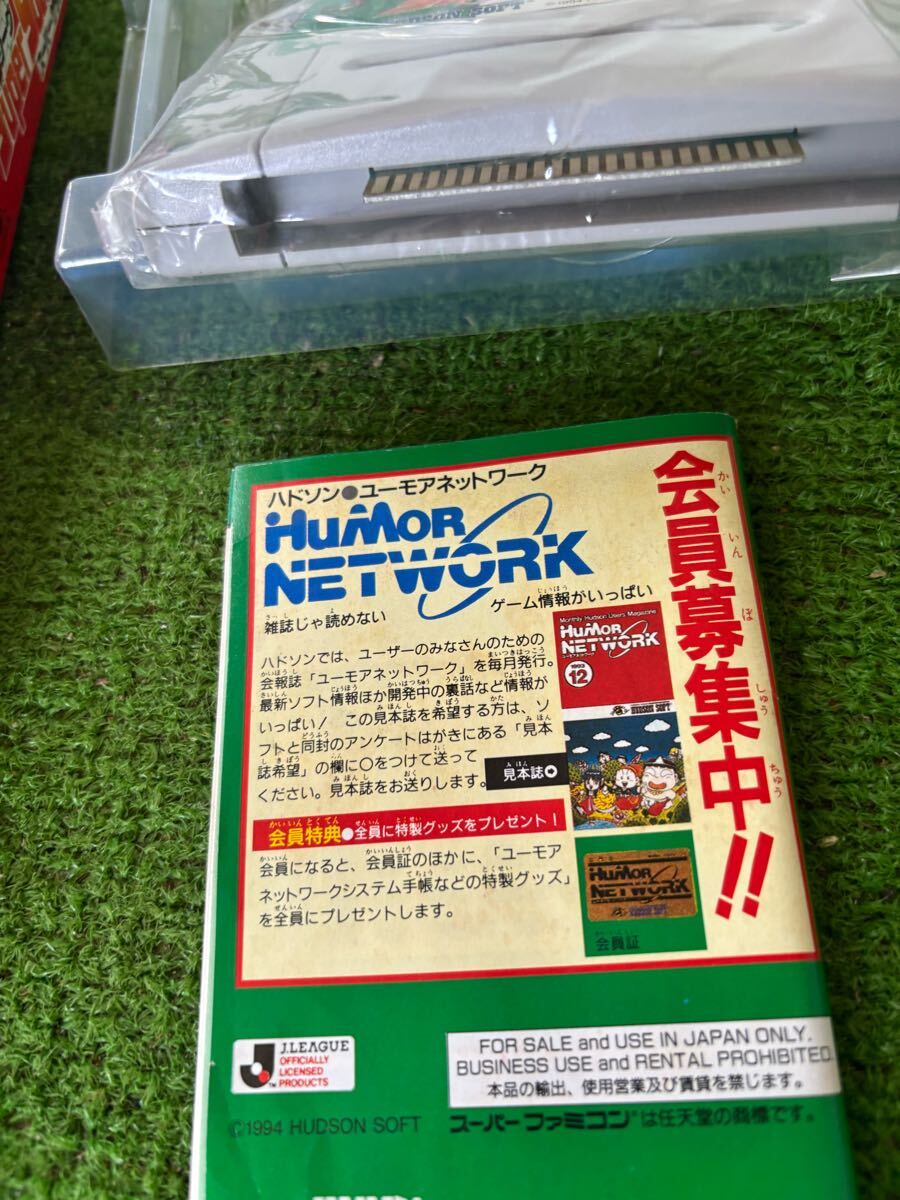 ハドソン●ユーモアネットワーク
HUMOR
NETWORK
雑誌じゃ読めない
ゲーム情報がいっぱい
会員募集中!!
ハドソンでは、ユーザーのみなさんのための
会報誌「ユーモアネットワーク」を毎月発行。
最新ソフト情報ほか開発中の裏話など情報が
いっぱい! この見本誌を希望する方は、ソ
フトと同封のアンケートはがきにある「見本
誌希望」の欄に○をつけて送って
ください。見本誌をお送りします。
見本誌
Monthly Hudson Users Magazine
HUMOR
NETWORK
ユーモアネットワーク
12
HUDSON SOFT
会員特典●全員に特製グッズをプレゼント!
会員になると、会員証のほかに、「ユーモア
ネットワークシステム手帳などの特製グッズ」
を全員にプレゼントします。
HUMOR
NETWORK
会員証
J.LEAGUE
OFFICIALLY
LICENSED
PRODUCTS
FOR SALE and USE IN JAPAN ONLY.
BUSINESS USE and RENTAL PROHIBITED.
本品の輸出、使用営業及び賃貸を禁じます。
©1994 HUDSON SOFT
スーパーファミコンは任天堂の商標です。